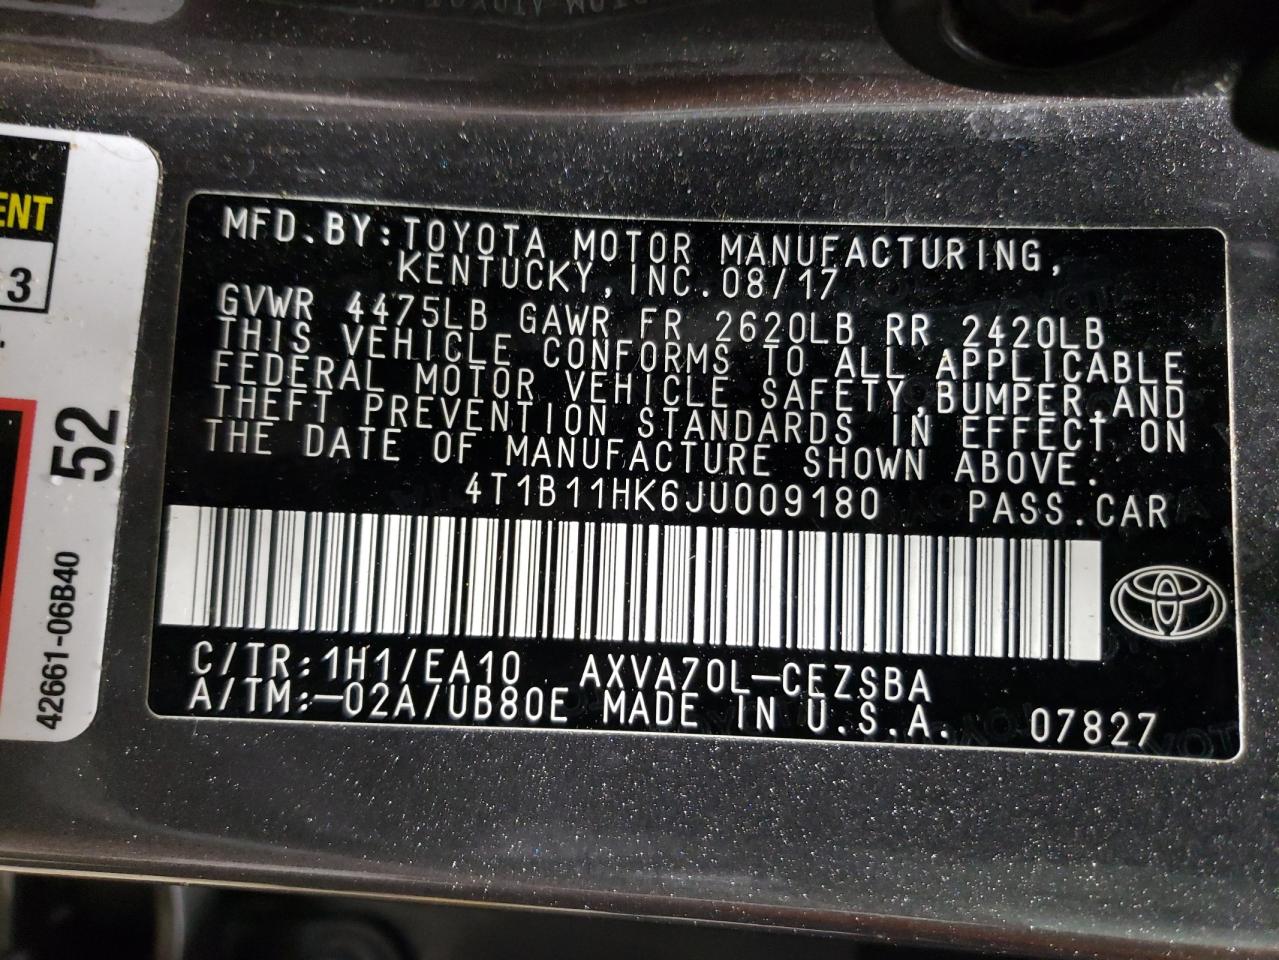 ENT
3
52
42661-06B40
MFD.BY:TOYOTA MOTOR MANUFACTURING,
KENTUCKY,INC.08/17
GVWR 4475LB GAWR FR 2620LB RR 2420LB
THIS VEHICLE CONFORMS TO ALL APPLICABLE
FEDERAL MOTOR VEHICLE SAFETY,BUMPER,AND
THEFT PREVENTION STANDARDS IN EFFECT ON
THE DATE OF MANUFACTURE SHOWN ABOVE.
4T1B11HK6JU009180 PASS.CAR
C/TR:1H1/EA10 AXVA70L-CEZSBA
A/TM:-02A/UB80E MADE IN U.S.A. 07827